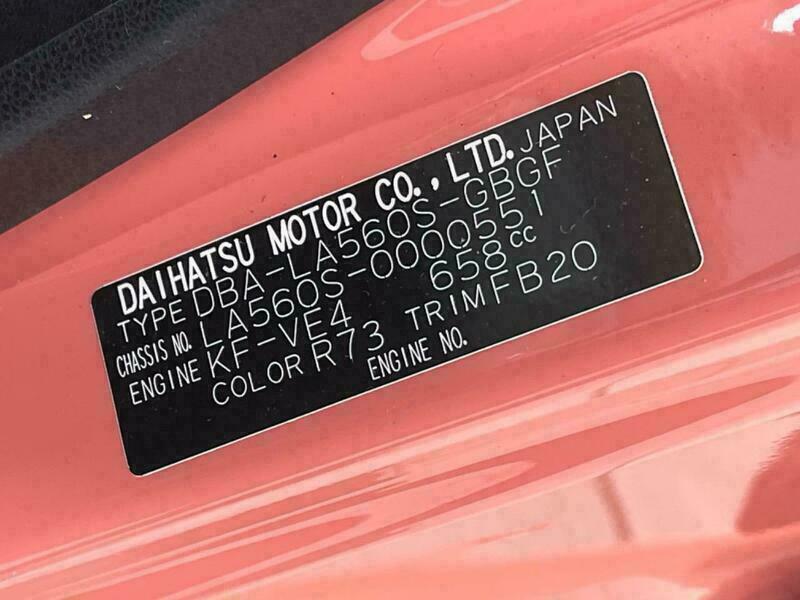 DAIHATSU MOTOR CO., LTD. JAPAN
TYPE DBA-LA560S-GBGF
CHASSIS NO. LA560S-0000551
ENGINE KF-VE4 658cc
COLOR R73 TRIM FB20
ENGINE NO.